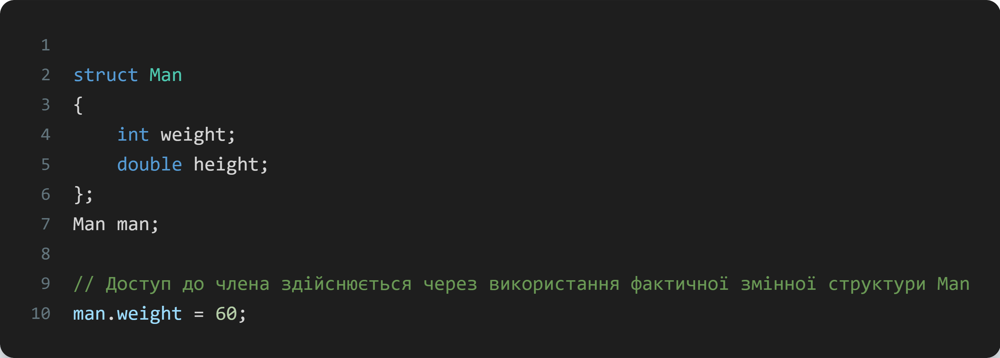 1
2 struct Man
3 {
4     int weight;
5     double height;
6 };
7 Man man;
8
9 // Доступ до члена здійснюється через використання фактичної змінної структури Man
10 man.weight = 60;